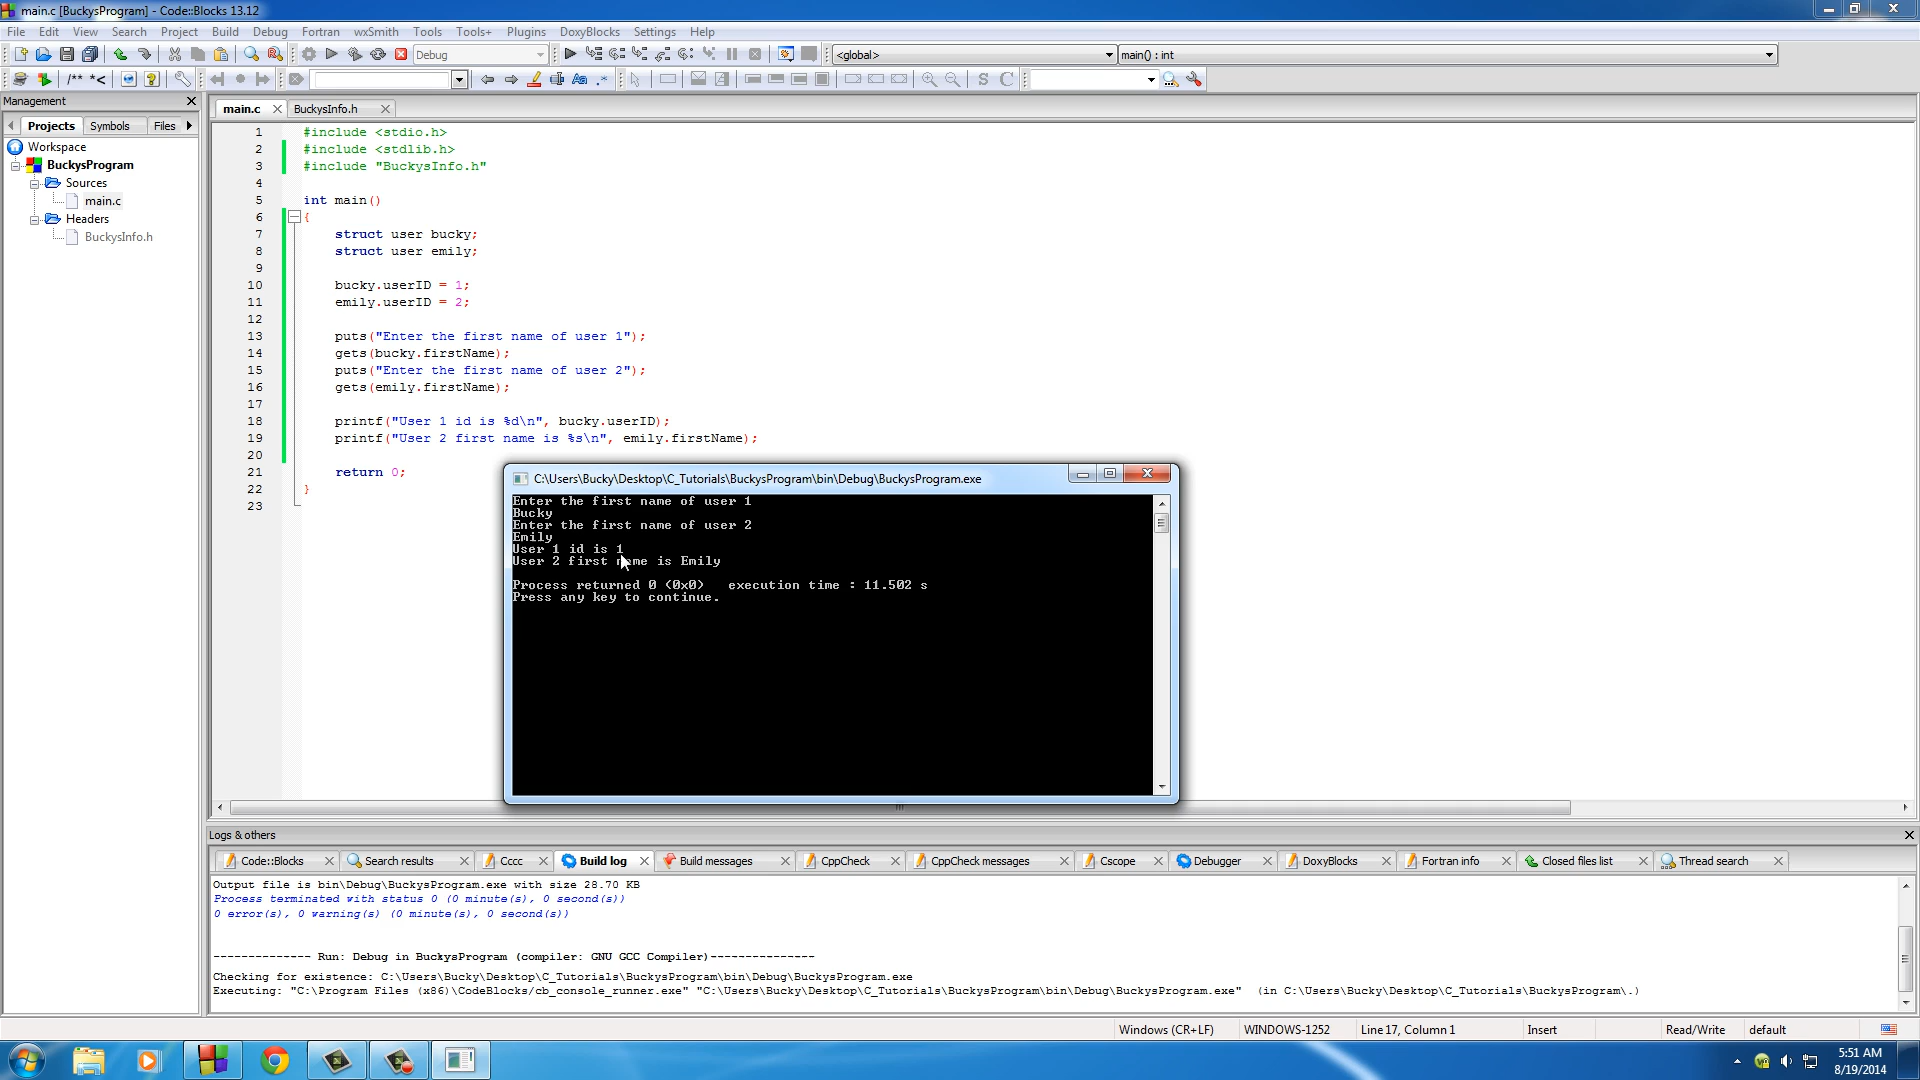 main.c [BuckysProgram] - Code::Blocks 13.12
File Edit View Search Project Build Debug Fortran wxSmith Tools Tools+ Plugins DoxyBlocks Settings Help
Debug
<global>
main() : int
/** *<
Management
Projects Symbols Files
Workspace
BuckysProgram
Sources
main.c
Headers
BuckysInfo.h
main.c BuckysInfo.h
1 #include <stdio.h>
2 #include <stdlib.h>
3 #include "BuckysInfo.h"
4
5 int main()
6 {
7 struct user bucky;
8 struct user emily;
9
10 bucky.userID = 1;
11 emily.userID = 2;
12
13 puts("Enter the first name of user 1");
14 gets(bucky.firstName);
15 puts("Enter the first name of user 2");
16 gets(emily.firstName);
17
18 printf("User 1 id is %d\n", bucky.userID);
19 printf("User 2 first name is %s\n", emily.firstName);
20
21 return 0;
22 }
23
C:\Users\Bucky\Desktop\C_Tutorials\BuckysProgram\bin\Debug\BuckysProgram.exe
Enter the first name of user 1
Bucky
Enter the first name of user 2
Emily
User 1 id is 1
User 2 first name is Emily
Process returned 0 (0x0) execution time : 11.502 s
Press any key to continue.
Logs & others
Code::Blocks Search results Cccc Build log Build messages CppCheck CppCheck messages Cscope Debugger DoxyBlocks Fortran info Closed files list Thread search
Output file is bin\Debug\BuckysProgram.exe with size 28.70 KB
Process terminated with status 0 (0 minute(s), 0 second(s))
0 error(s), 0 warning(s) (0 minute(s), 0 second(s))
-------------- Run: Debug in BuckysProgram (compiler: GNU GCC Compiler)---------------
Checking for existence: C:\Users\Bucky\Desktop\C_Tutorials\BuckysProgram\bin\Debug\BuckysProgram.exe
Executing: "C:\Program Files (x86)\CodeBlocks/cb_console_runner.exe" "C:\Users\Bucky\Desktop\C_Tutorials\BuckysProgram\bin\Debug\BuckysProgram.exe" (in C:\Users\Bucky\Desktop\C_Tutorials\BuckysProgram\.)
Windows (CR+LF) WINDOWS-1252 Line 17, Column 1 Insert Read/Write default
5:51 AM
8/19/2014